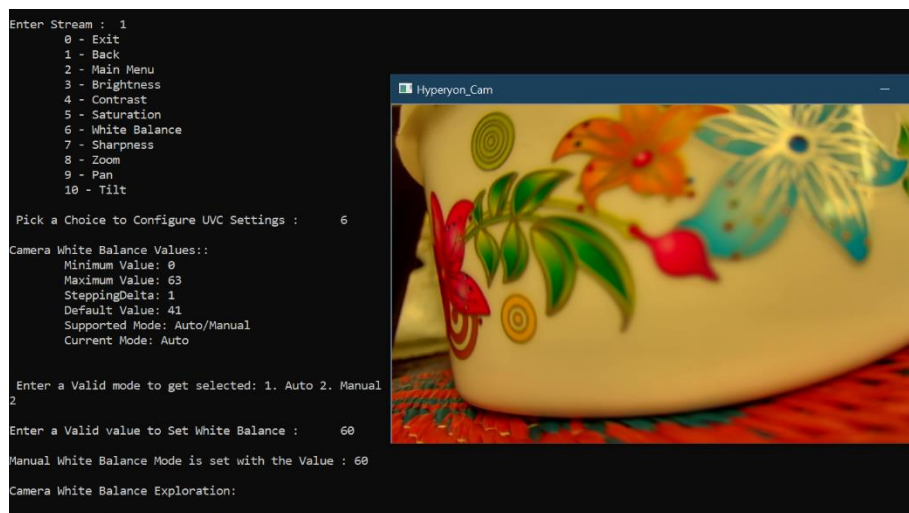 Enter Stream :  1
0 - Exit
1 - Back
2 - Main Menu
3 - Brightness
4 - Contrast
5 - Saturation
6 - White Balance
7 - Sharpness
8 - Zoom
9 - Pan
10 - Tilt
Pick a Choice to Configure UVC Settings :      6
Camera White Balance Values::
Minimum Value: 0
Maximum Value: 63
SteppingDelta: 1
Default Value: 41
Supported Mode: Auto/Manual
Current Mode: Auto
Enter a Valid mode to get selected: 1. Auto 2. Manual
2
Enter a Valid value to Set White Balance :      60
Manual White Balance Mode is set with the Value : 60
Camera White Balance Exploration:
Hyperyon_Cam